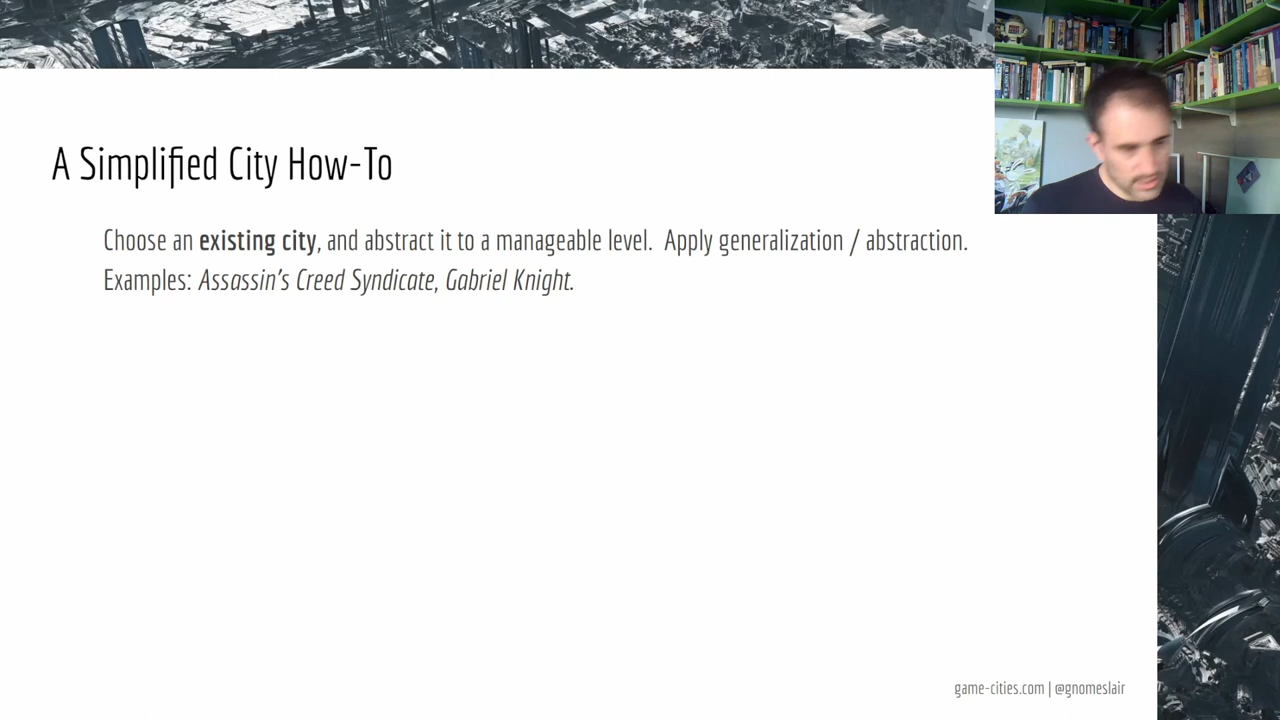 A Simplified City How-To
Choose an existing city, and abstract it to a manageable level.  Apply generalization / abstraction.
Examples: Assassin's Creed Syndicate, Gabriel Knight.
game-cities.com | @gnomeslair